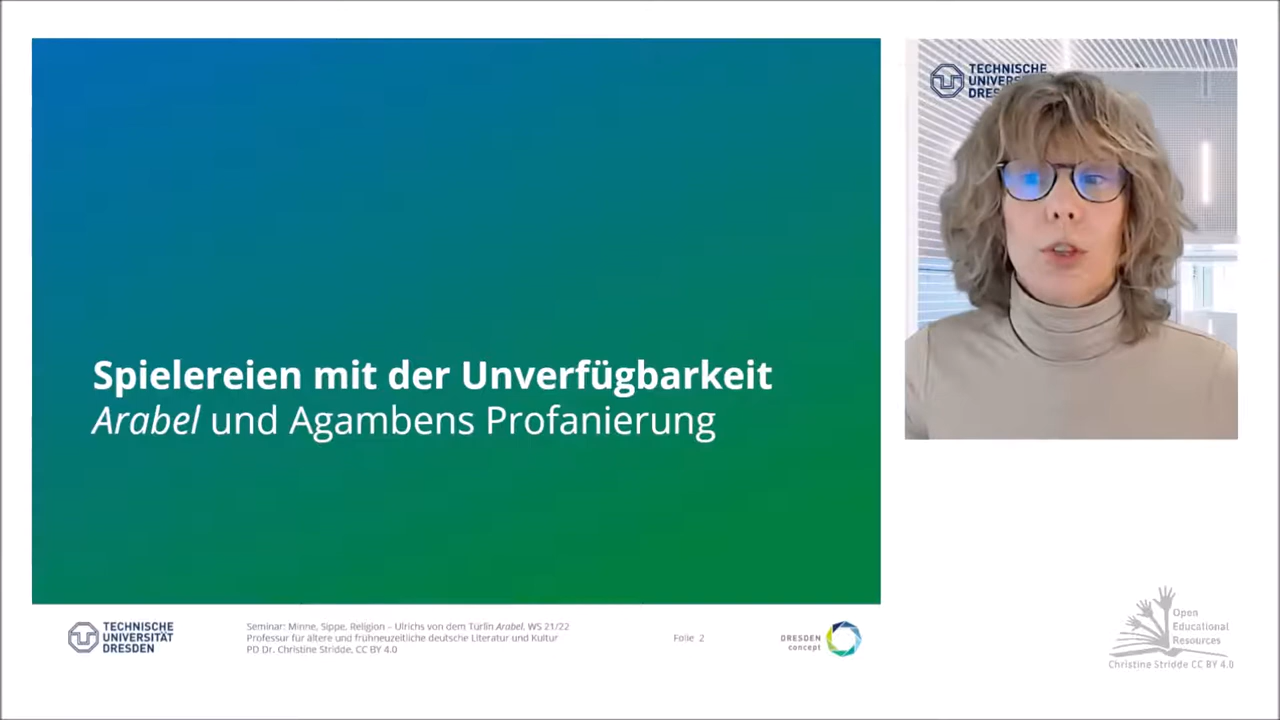 Spielereien mit der Unverfügbarkeit
Arabel und Agambens Profanierung
TECHNISCHE
UNIVERSITÄT
DRESDEN
Seminar: Minne, Sippe, Religion – Ulrichs von dem Türlin Arabel, WS 21/22
Professur für ältere und frühneuzeitliche deutsche Literatur und Kultur
PD Dr. Christine Stridde, CC BY 4.0
Folie 2
DRESDEN
concept
TECHNISCHE
Open
Educational
Resources
Christine Stridde CC BY 4.0